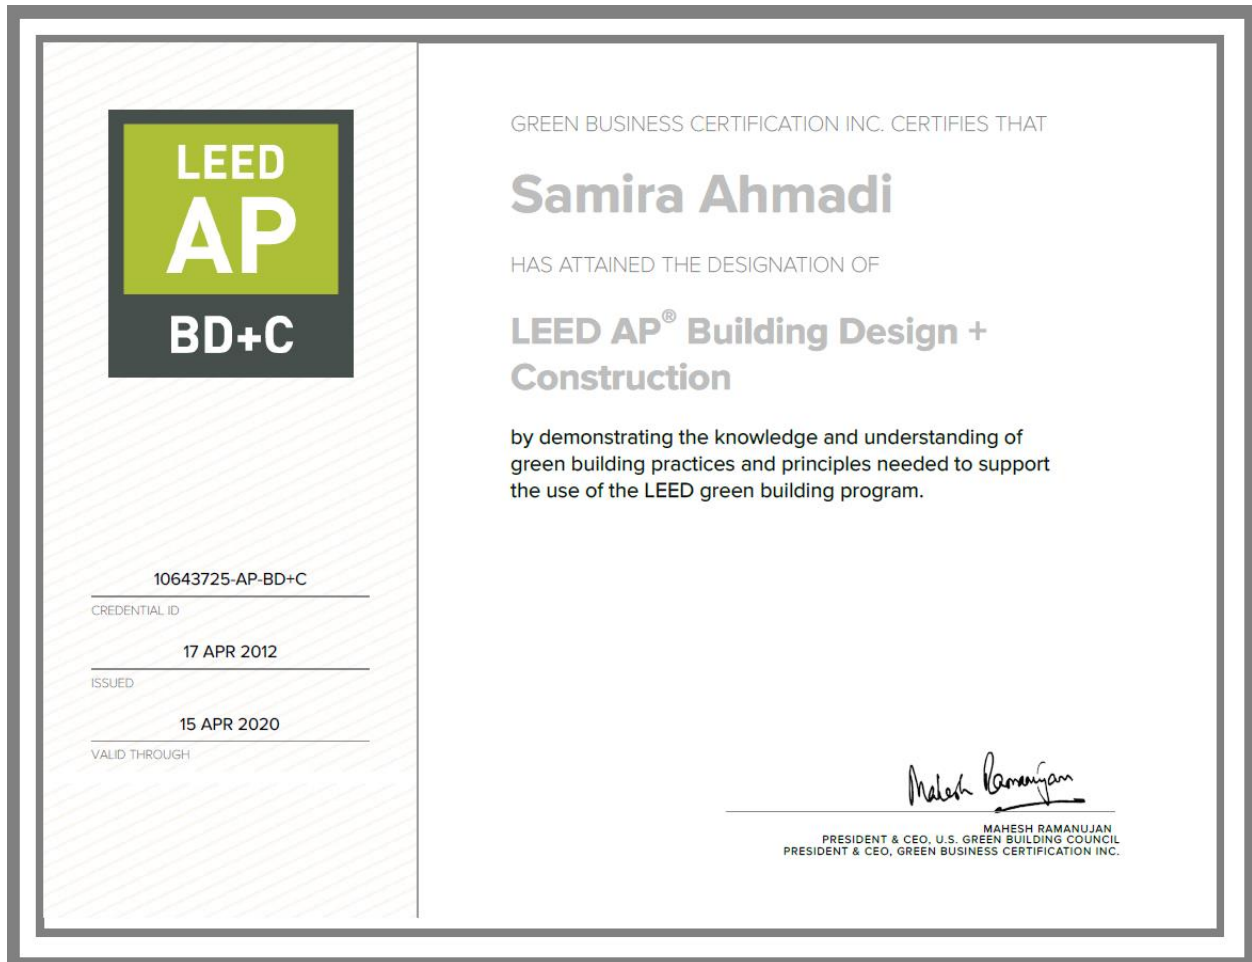 LEED
AP
BD+C
10643725-AP-BD+C
CREDENTIAL ID
17 APR 2012
ISSUED
15 APR 2020
VALID THROUGH
GREEN BUSINESS CERTIFICATION INC. CERTIFIES THAT
Samira Ahmadi
HAS ATTAINED THE DESIGNATION OF
LEED AP® Building Design +
Construction
by demonstrating the knowledge and understanding of
green building practices and principles needed to support
the use of the LEED green building program.
Mahesh Ramanujan
MAHESH RAMANUJAN
PRESIDENT & CEO, U.S. GREEN BUILDING COUNCIL
PRESIDENT & CEO, GREEN BUSINESS CERTIFICATION INC.